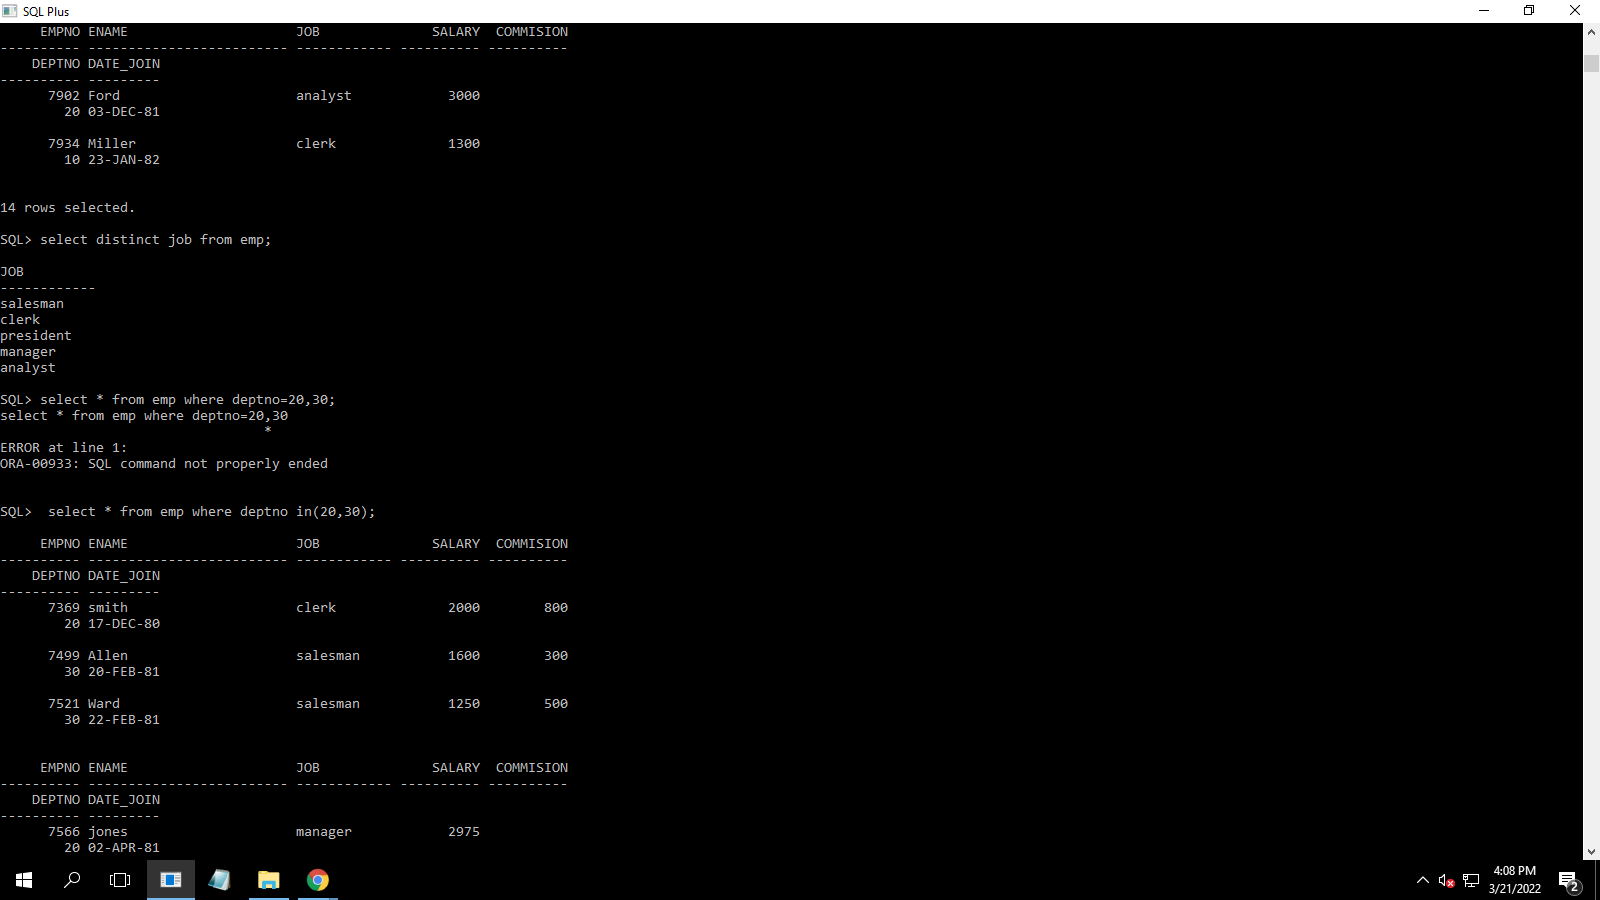 SQL Plus
     EMPNO ENAME                     JOB              SALARY  COMMISION
---------- ------------------------- ------------ ---------- ----------
    DEPTNO DATE_JOIN
---------- ---------
      7902 Ford                      analyst            3000
        20 03-DEC-81
      7934 Miller                    clerk              1300
        10 23-JAN-82
14 rows selected.
SQL> select distinct job from emp;
JOB
------------
salesman
clerk
president
manager
analyst
SQL> select * from emp where deptno=20,30;
select * from emp where deptno=20,30
                                 *
ERROR at line 1:
ORA-00933: SQL command not properly ended
SQL>  select * from emp where deptno in(20,30);
     EMPNO ENAME                     JOB              SALARY  COMMISION
---------- ------------------------- ------------ ---------- ----------
    DEPTNO DATE_JOIN
---------- ---------
      7369 smith                     clerk              2000        800
        20 17-DEC-80
      7499 Allen                     salesman           1600        300
        30 20-FEB-81
      7521 Ward                      salesman           1250        500
        30 22-FEB-81
     EMPNO ENAME                     JOB              SALARY  COMMISION
---------- ------------------------- ------------ ---------- ----------
    DEPTNO DATE_JOIN
---------- ---------
      7566 jones                     manager            2975
        20 02-APR-81
4:08 PM
3/21/2022
2